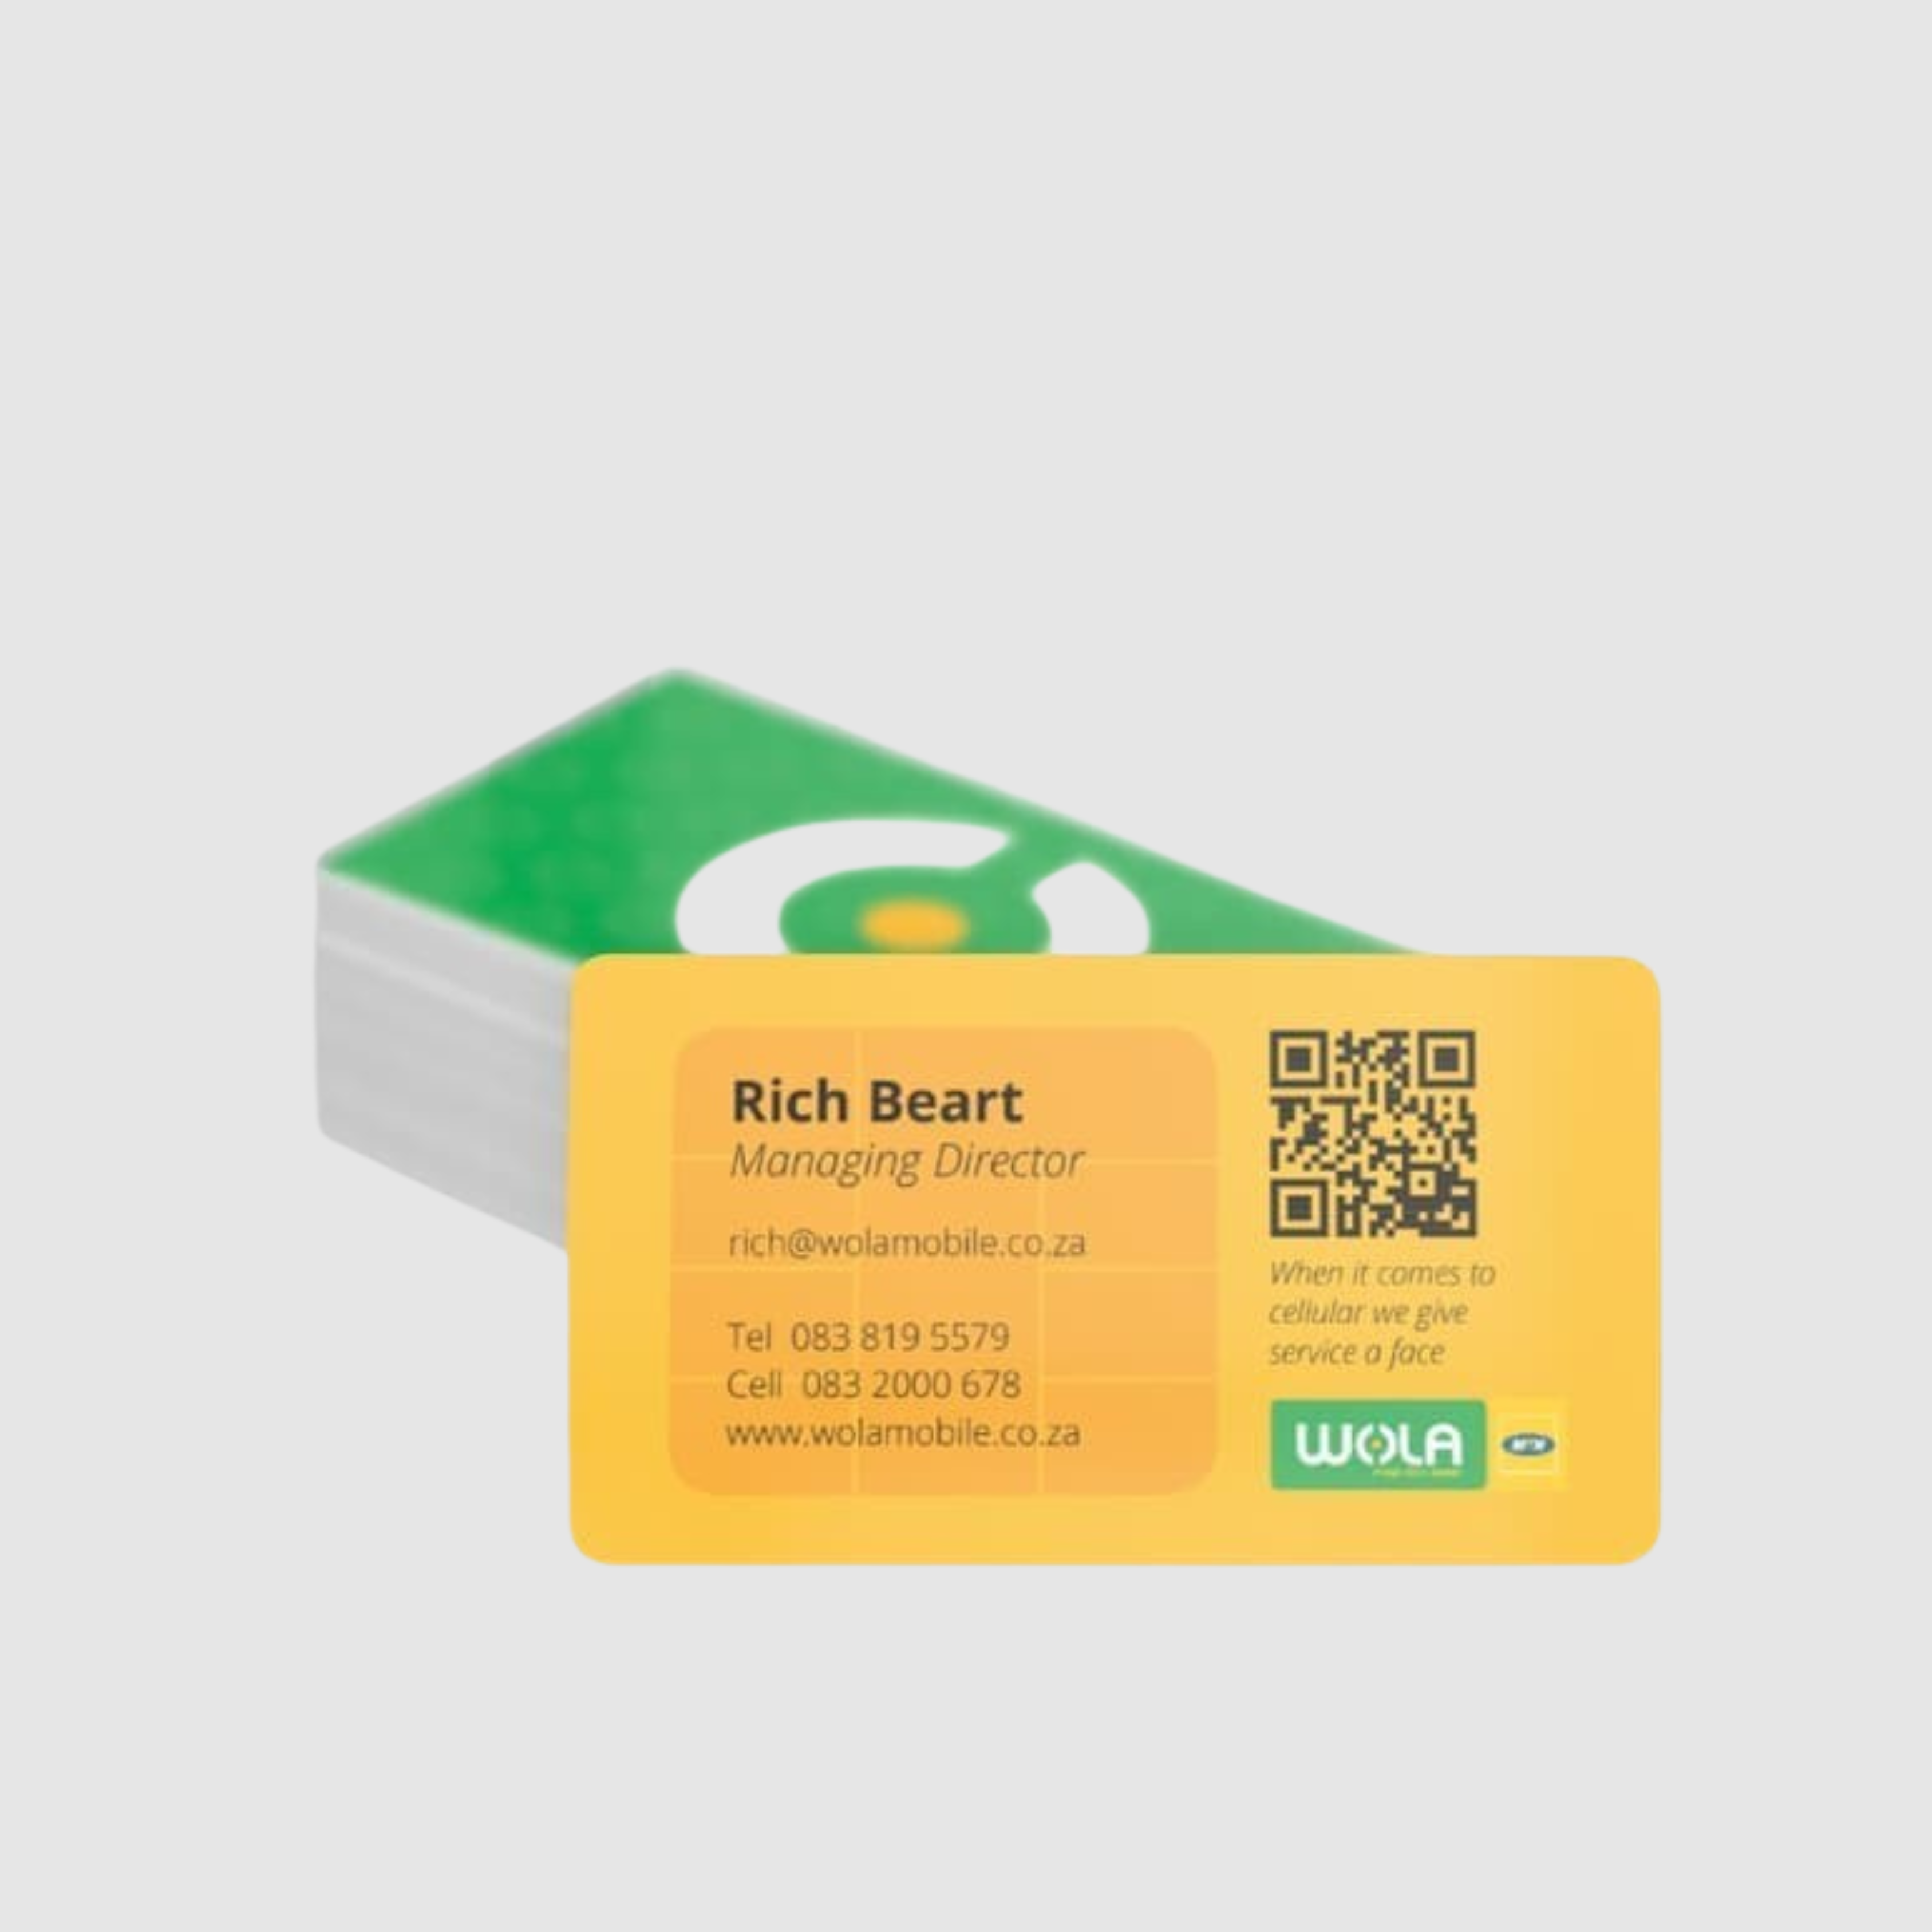 Rich Beart
Managing Director
rich@wolamobile.co.za
Tel 083 819 5579
Cell 083 2000 678
www.wolamobile.co.za
When it comes to
cellular we give
service a face
WOLA
MTN